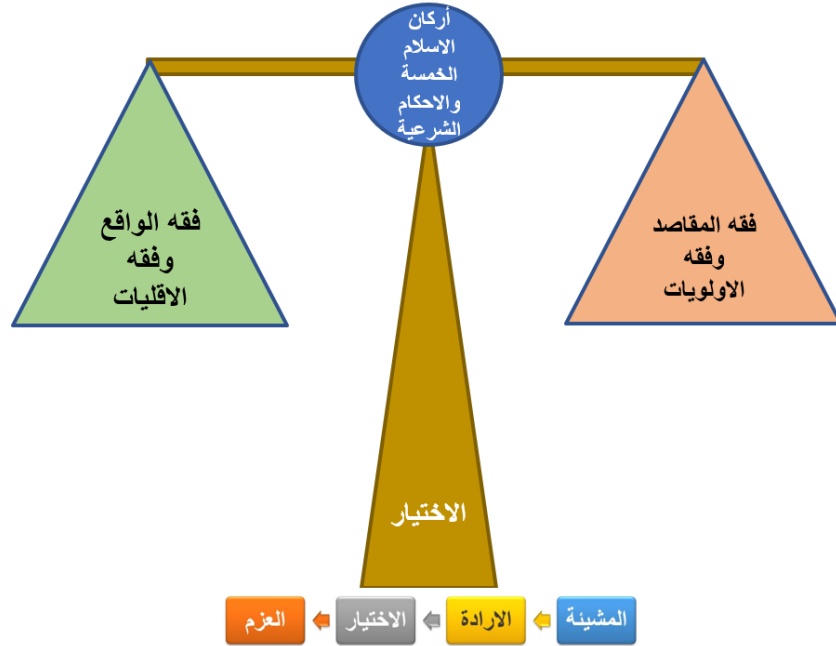 أركان
الاسلام
الخمسة
والاحكام
الشرعية
فقه المقاصد
وفقه
الاولويات
فقه الواقع
وفقه
الاقليات
الاختيار
المشيئة
الارادة
الاختيار
العزم